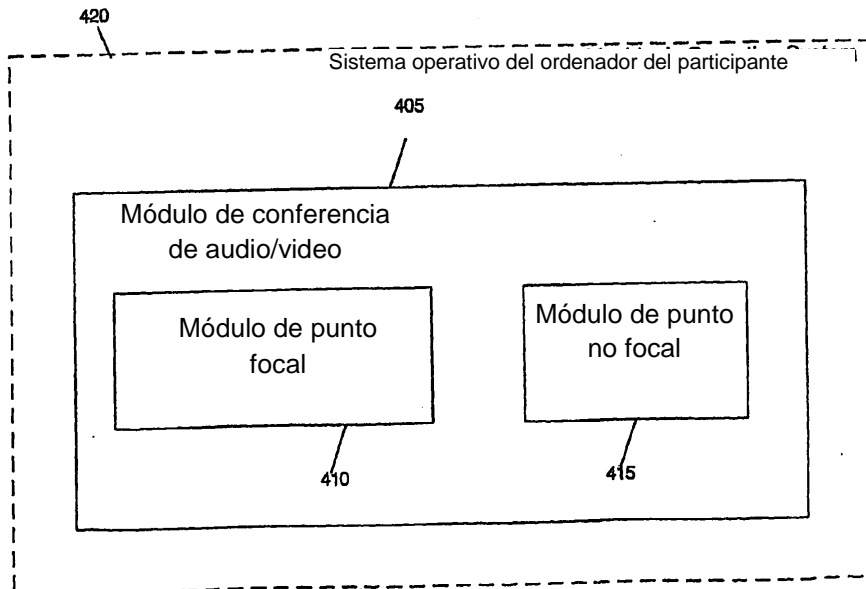 420
Sistema operativo del ordenador del participante
405
Módulo de conferencia
de audio/video
Módulo de punto
focal
Módulo de punto
no focal
410
415